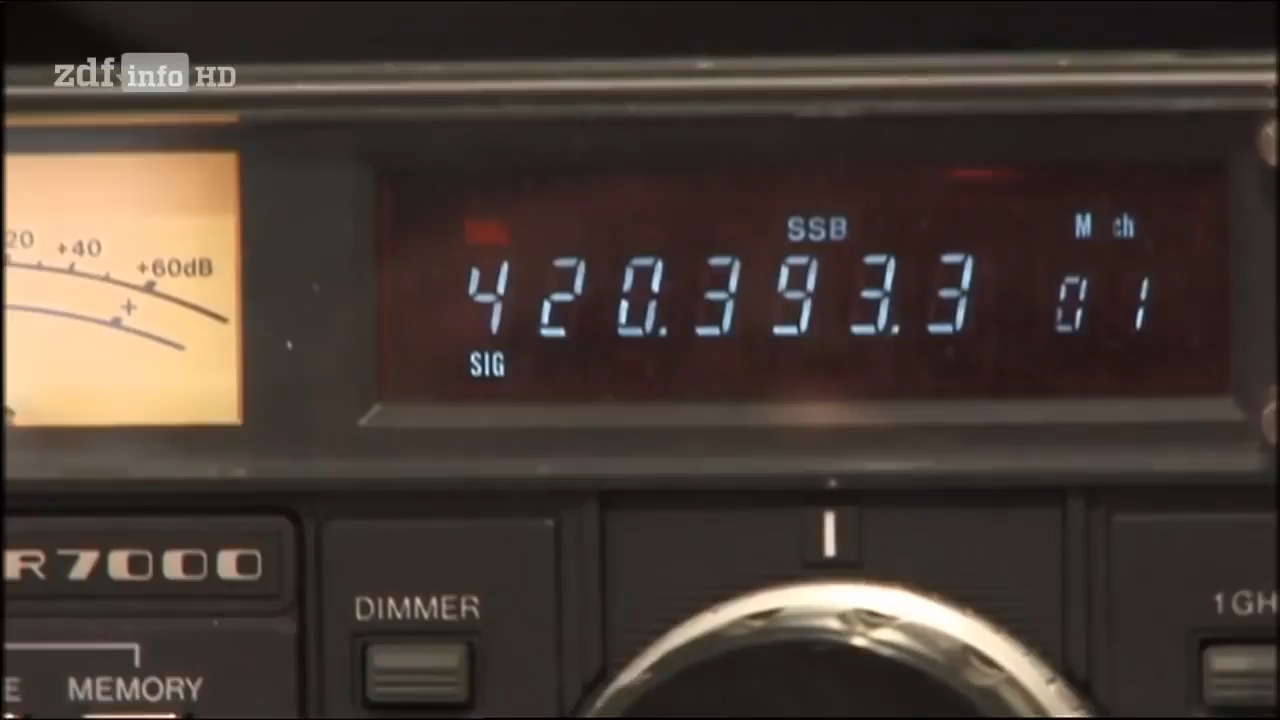 zdf info HD
20 +40 +60dB
+
SSB
M ch
420.393.3 01
SIG
R7000
DIMMER
1GH
E MEMORY